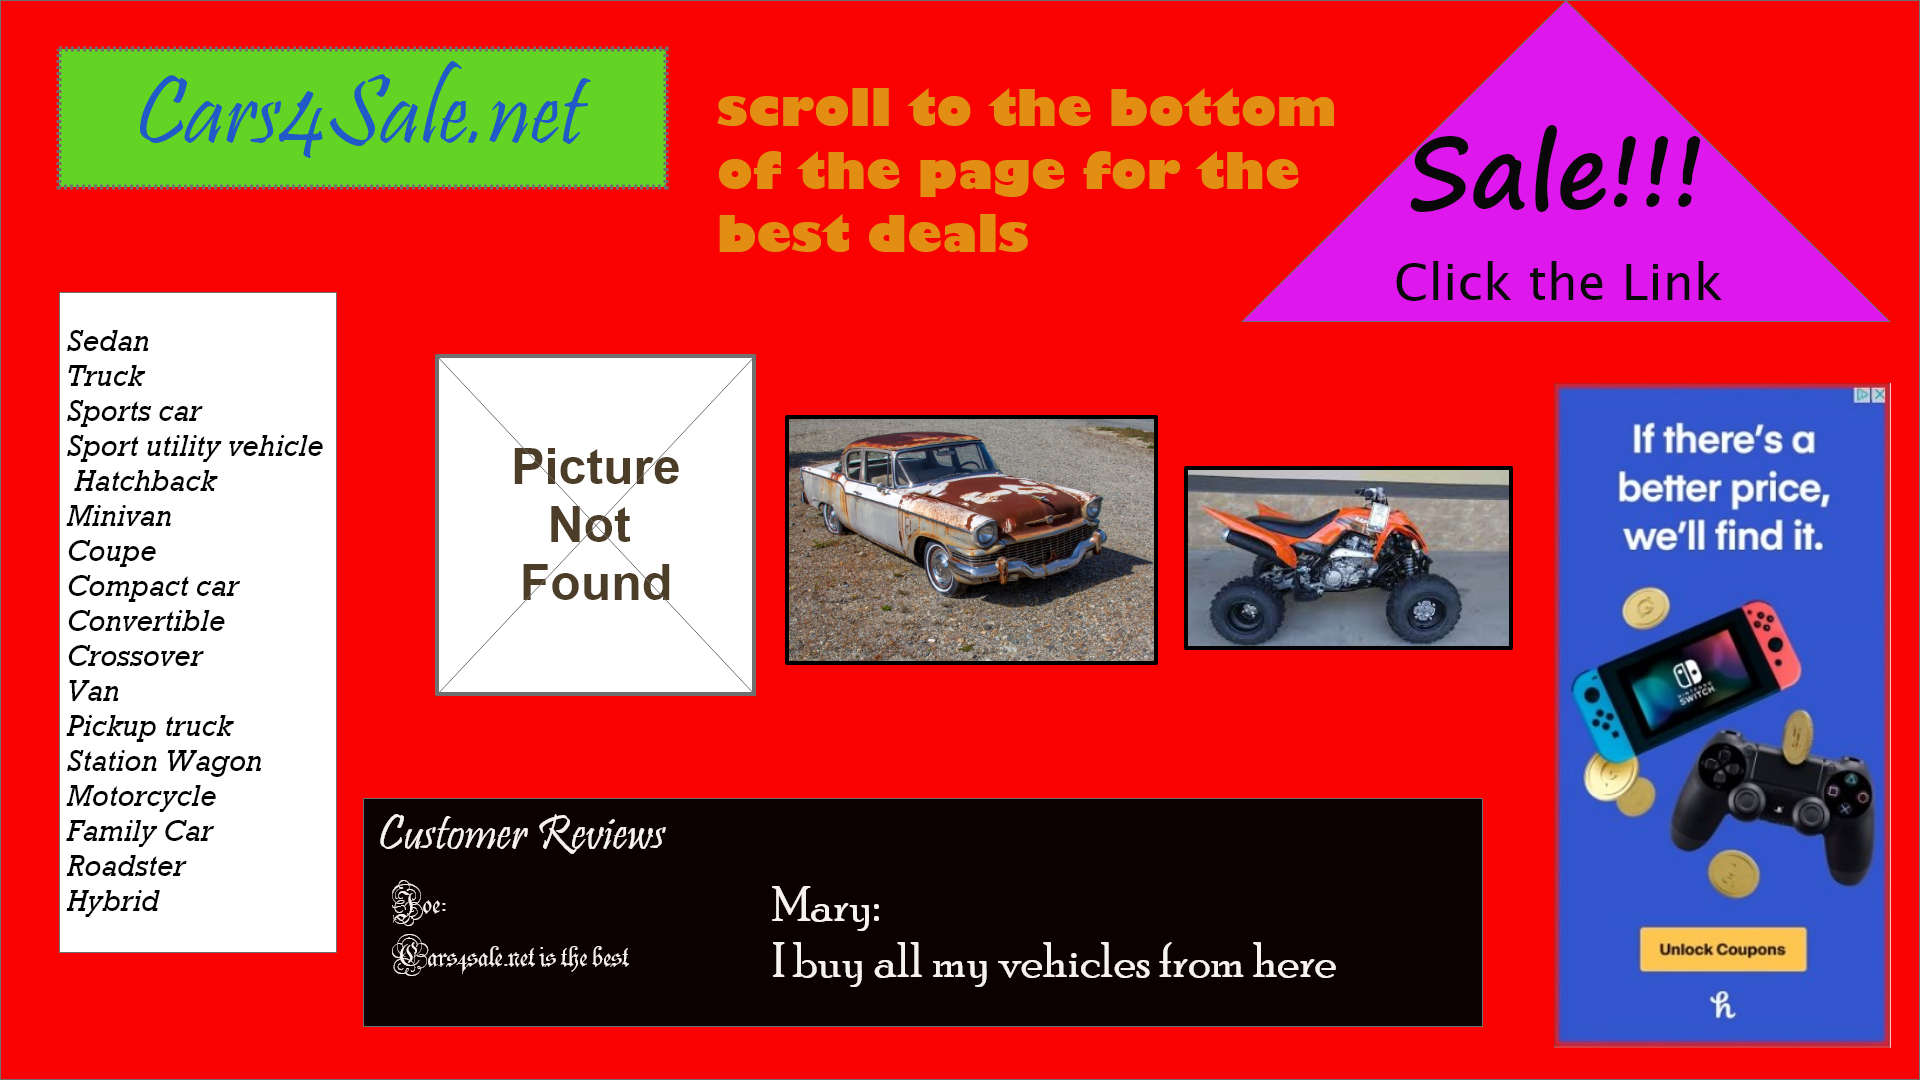 Cars4Sale.net
scroll to the bottom
of the page for the
best deals
Sale!!!
Click the Link
Sedan
Truck
Sports car
Sport utility vehicle
Hatchback
Minivan
Coupe
Compact car
Convertible
Crossover
Van
Pickup truck
Station Wagon
Motorcycle
Family Car
Roadster
Hybrid
Picture
Not
Found
If there's a
better price,
we'll find it.
NINTENDO
SWITCH
Unlock Coupons
h
Customer Reviews
Joe:
Cars4sale.net is the best
Mary:
I buy all my vehicles from here